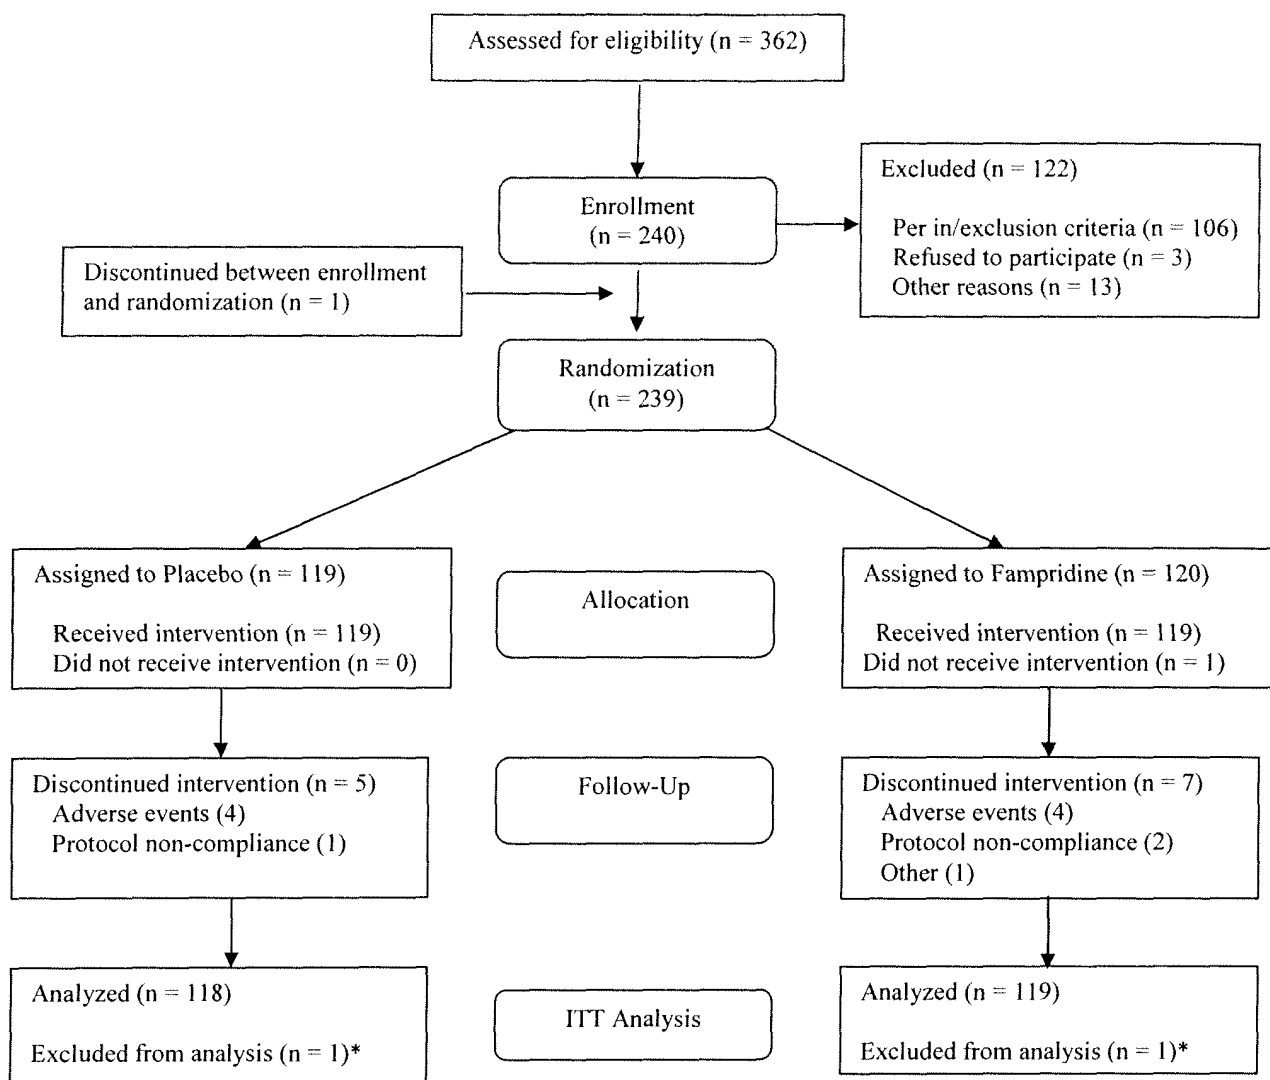 Assessed for eligibility (n = 362)
Enrollment
(n = 240)
Excluded (n = 122)
Per in/exclusion criteria (n = 106)
Refused to participate (n = 3)
Other reasons (n = 13)
Discontinued between enrollment
and randomization (n = 1)
Randomization
(n = 239)
Assigned to Placebo (n = 119)
Received intervention (n = 119)
Did not receive intervention (n = 0)
Allocation
Assigned to Fampridine (n = 120)
Received intervention (n = 119)
Did not receive intervention (n = 1)
Discontinued intervention (n = 5)
Adverse events (4)
Protocol non-compliance (1)
Follow-Up
Discontinued intervention (n = 7)
Adverse events (4)
Protocol non-compliance (2)
Other (1)
Analyzed (n = 118)
Excluded from analysis (n = 1)*
ITT Analysis
Analyzed (n = 119)
Excluded from analysis (n = 1)*